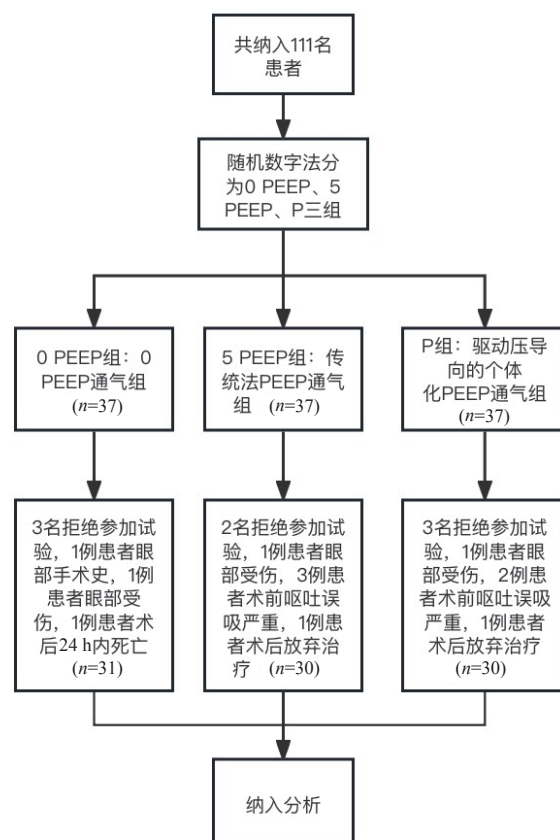 共纳入111名
患者
随机数字法分
为0 PEEP、5
PEEP、P三组
0 PEEP组：0
PEEP通气组
(n=37)
5 PEEP组：传
统法PEEP通气
组 (n=37)
P组：驱动压导
向的个体
化PEEP通气组
(n=37)
3名拒绝参加试
验，1例患者眼
部手术史，1例
患者眼部受
伤，1例患者术
后24 h内死亡
(n=31)
2名拒绝参加试
验，1例患者眼
部受伤，3例患
者术前呕吐误
吸严重，1例患
者术后放弃治
疗 (n=30)
3名拒绝参加试
验，1例患者眼
部受伤，2例患
者术前呕吐误吸
严重，1例患者
术后放弃治疗
(n=30)
纳入分析